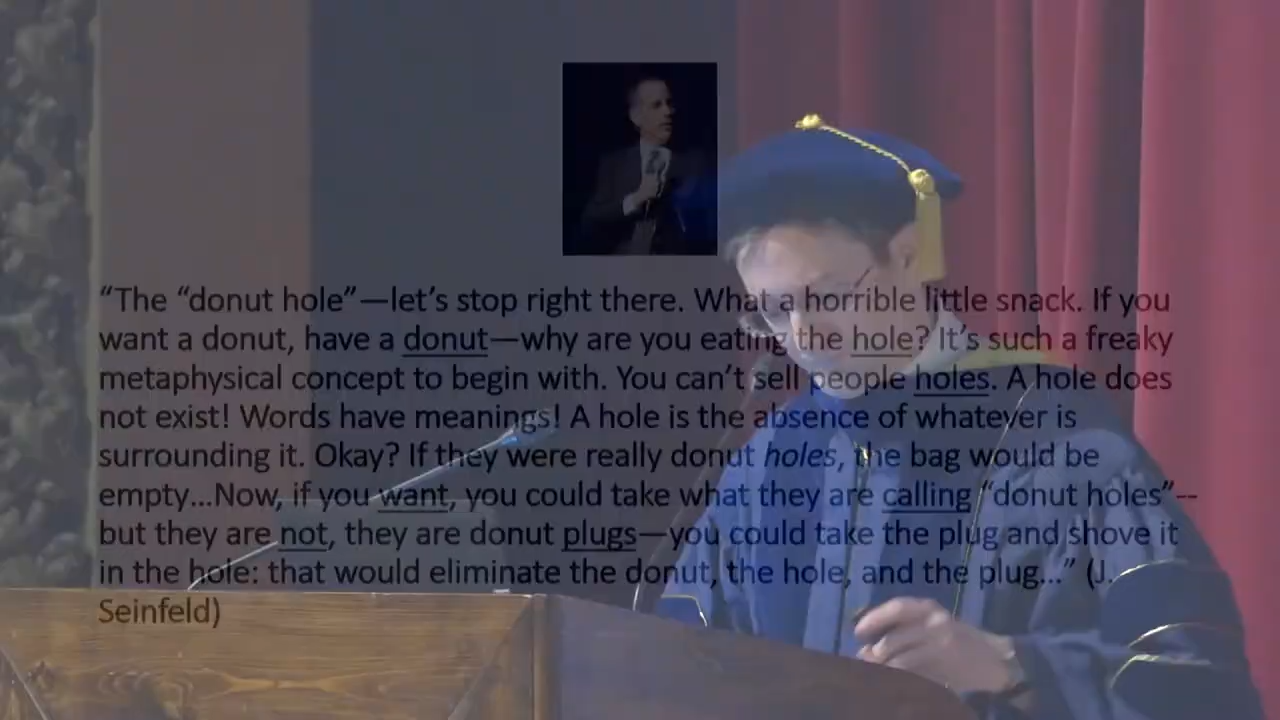 “The “donut hole”—let’s stop right there. What a horrible little snack. If you
want a donut, have a donut—why are you eating the hole? It’s such a freaky
metaphysical concept to begin with. You can’t sell people holes. A hole does
not exist! Words have meanings! A hole is the absence of whatever is
surrounding it. Okay? If they were really donut holes, the bag would be
empty...Now, if you want, you could take what they are calling “donut holes”--
but they are not, they are donut plugs—you could take the plug and shove it
in the hole: that would eliminate the donut, the hole, and the plug...” (J.
Seinfeld)